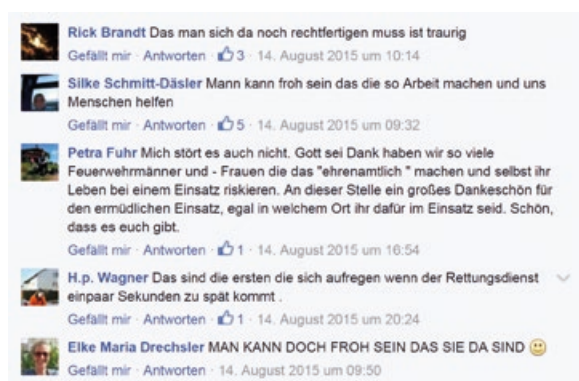 Rick Brandt Das man sich da noch rechtfertigen muss ist traurig
Gefällt mir · Antworten · 3 · 14. August 2015 um 10:14
Silke Schmitt-Däsler Mann kann froh sein das die so Arbeit machen und uns
Menschen helfen
Gefällt mir · Antworten · 5 · 14. August 2015 um 09:32
Petra Fuhr Mich stört es auch nicht. Gott sei Dank haben wir so viele
Feuerwehrmänner und - Frauen die das "ehrenamtlich " machen und selbst ihr
Leben bei einem Einsatz riskieren. An dieser Stelle ein großes Dankeschön für
den ermüdlichen Einsatz, egal in welchem Ort ihr dafür im Einsatz seid. Schön,
dass es euch gibt.
Gefällt mir · Antworten · 1 · 14. August 2015 um 16:54
H.p. Wagner Das sind die ersten die sich aufregen wenn der Rettungsdienst
einpaar Sekunden zu spät kommt .
Gefällt mir · Antworten · 1 · 14. August 2015 um 20:24
Elke Maria Drechsler MAN KANN DOCH FROH SEIN DAS SIE DA SIND 🙂
Gefällt mir · Antworten · 14. August 2015 um 09:50